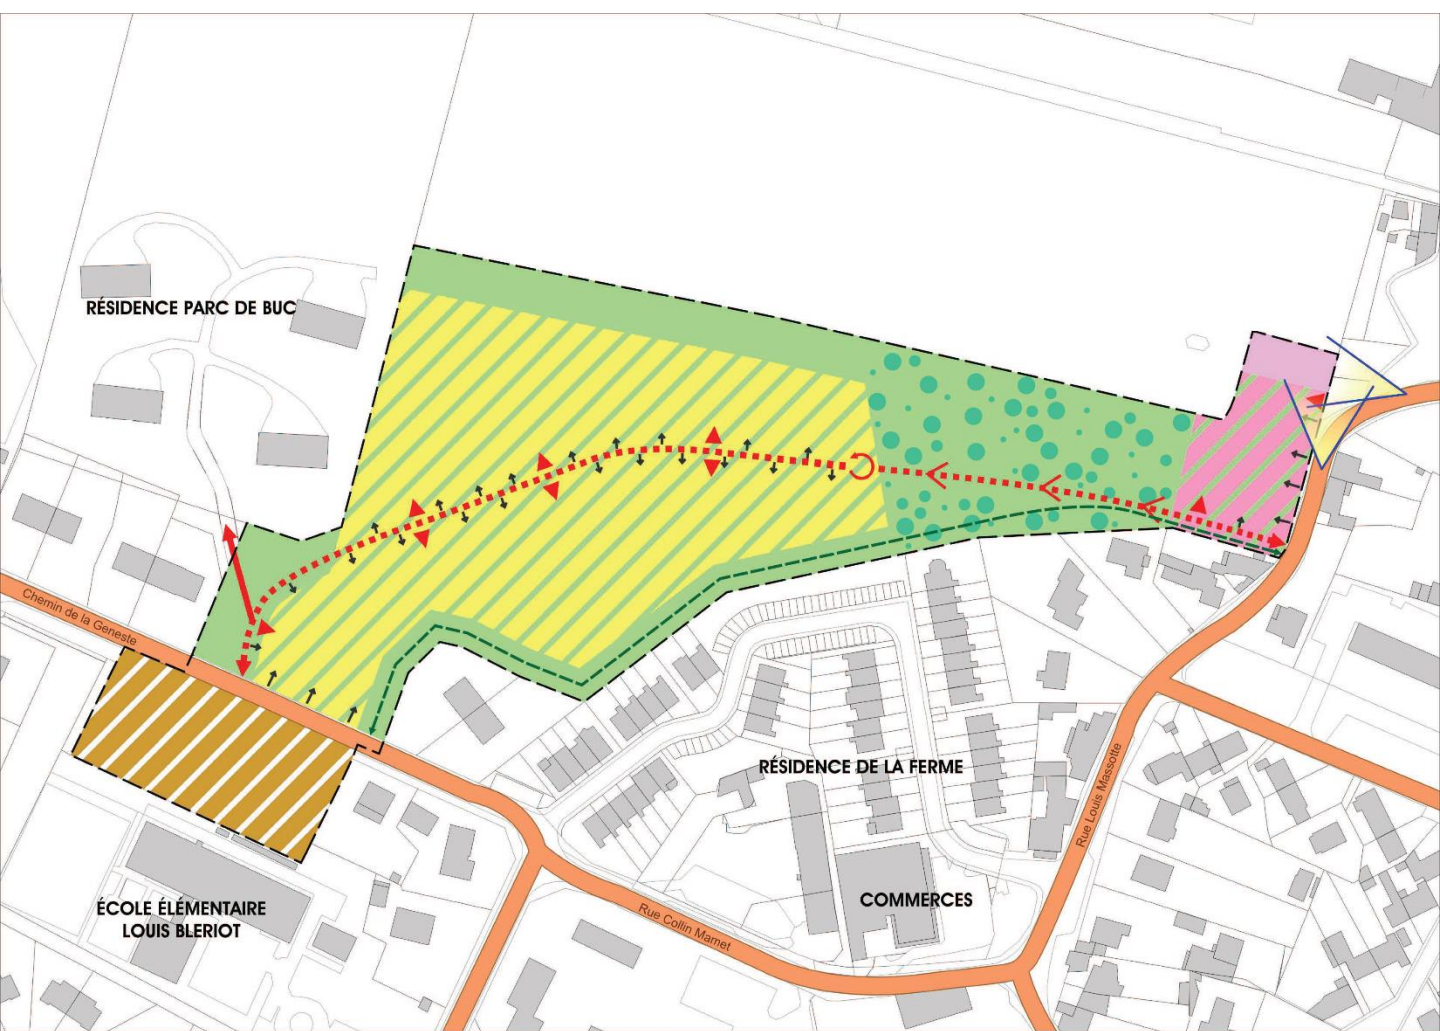 RÉSIDENCE PARC DE BUC
Chemin de la Geneste
RÉSIDENCE DE LA FERME
Rue Louis Massotte
COMMERCES
ÉCOLE ÉLÉMENTAIRE
LOUIS BLERIOT
Rue Collin Mamet